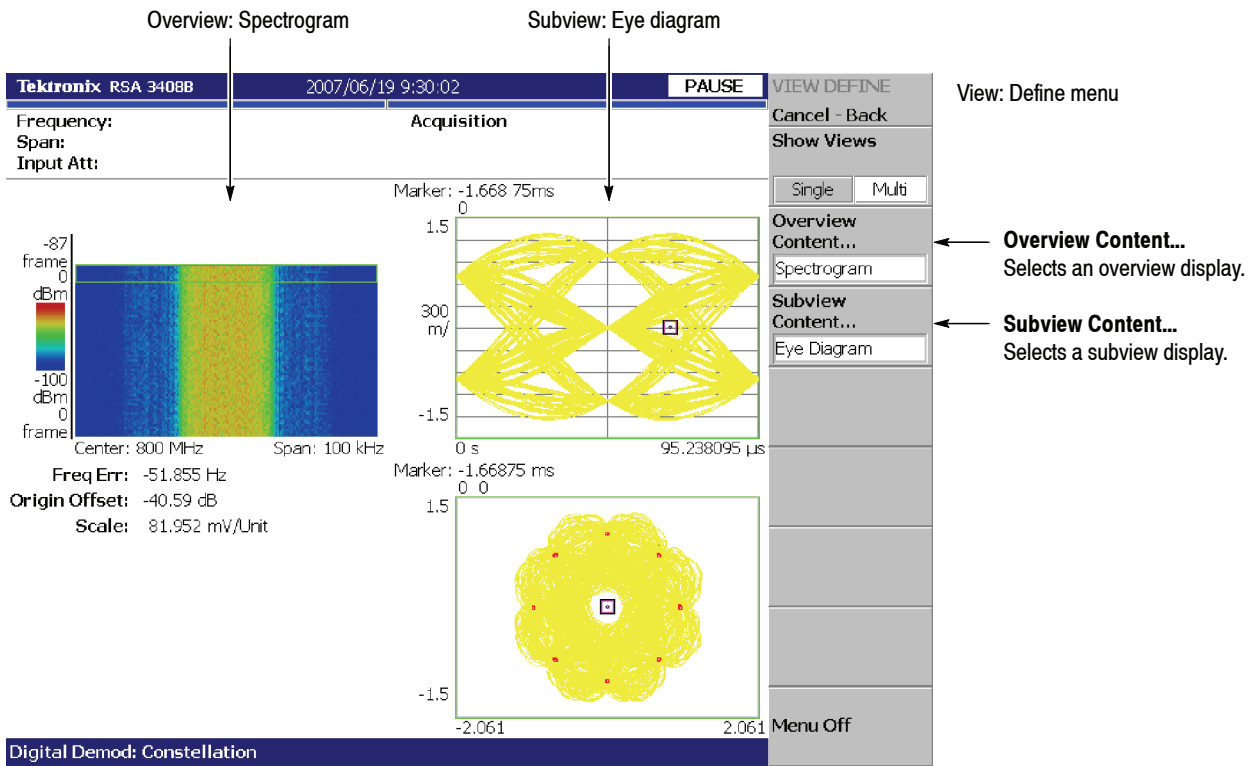 Overview: Spectrogram
Subview: Eye diagram
Tektronix RSA 3408B
2007/06/19 9:30:02
PAUSE
VIEW DEFINE
View: Define menu
Cancel - Back
Frequency:
Acquisition
Span:
Input Att:
Show Views
Single
Multi
Overview
Content...
Spectrogram
Overview Content...
Selects an overview display.
Subview
Content...
Eye Diagram
Subview Content...
Selects a subview display.
Marker: -1.668 75ms
0
1.5
300
m/
-1.5
0 s
95.238095 µs
-87
frame
0
dBm
-100
dBm
0
frame
Center: 800 MHz
Span: 100 kHz
Freq Err: -51.855 Hz
Origin Offset: -40.59 dB
Scale: 81.952 mV/Unit
Marker: -1.66875 ms
0 0
1.5
-1.5
-2.061
2.061
Menu Off
Digital Demod: Constellation